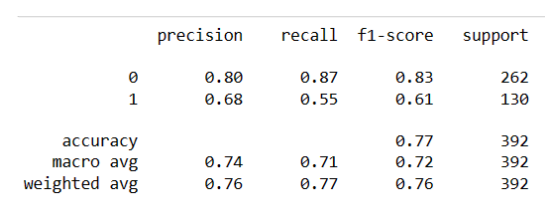 precision recall f1-score support
0 0.80 0.87 0.83 262
1 0.68 0.55 0.61 130
accuracy 0.77 392
macro avg 0.74 0.71 0.72 392
weighted avg 0.76 0.77 0.76 392